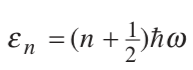 εₙ = (n + 1/2)ħω